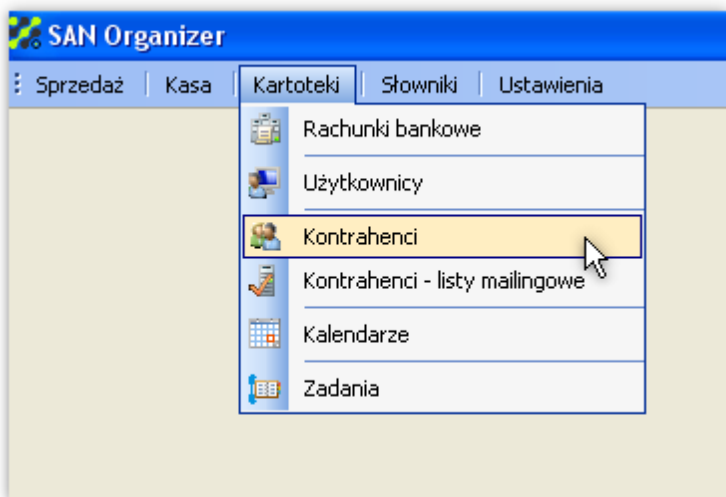 SAN Organizer
Sprzedaż Kasa Kartoteki Słowniki Ustawienia
Rachunki bankowe
Użytkownicy
Kontrahenci
Kontrahenci - listy mailingowe
Kalendarze
Zadania